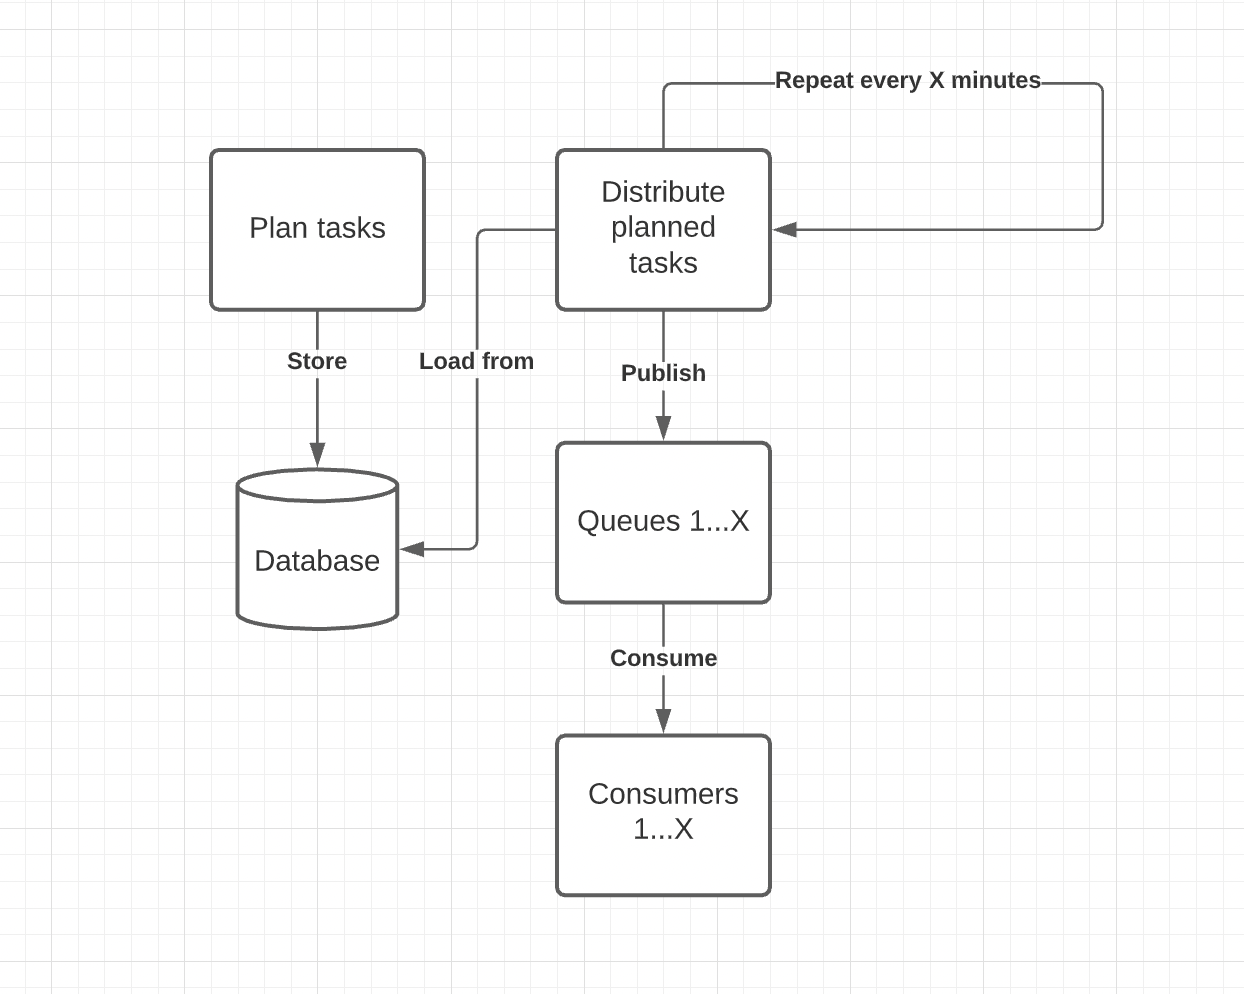 Repeat every X minutes
Plan tasks
Distribute
planned
tasks
Store
Load from
Publish
Database
Queues 1...X
Consume
Consumers
1...X